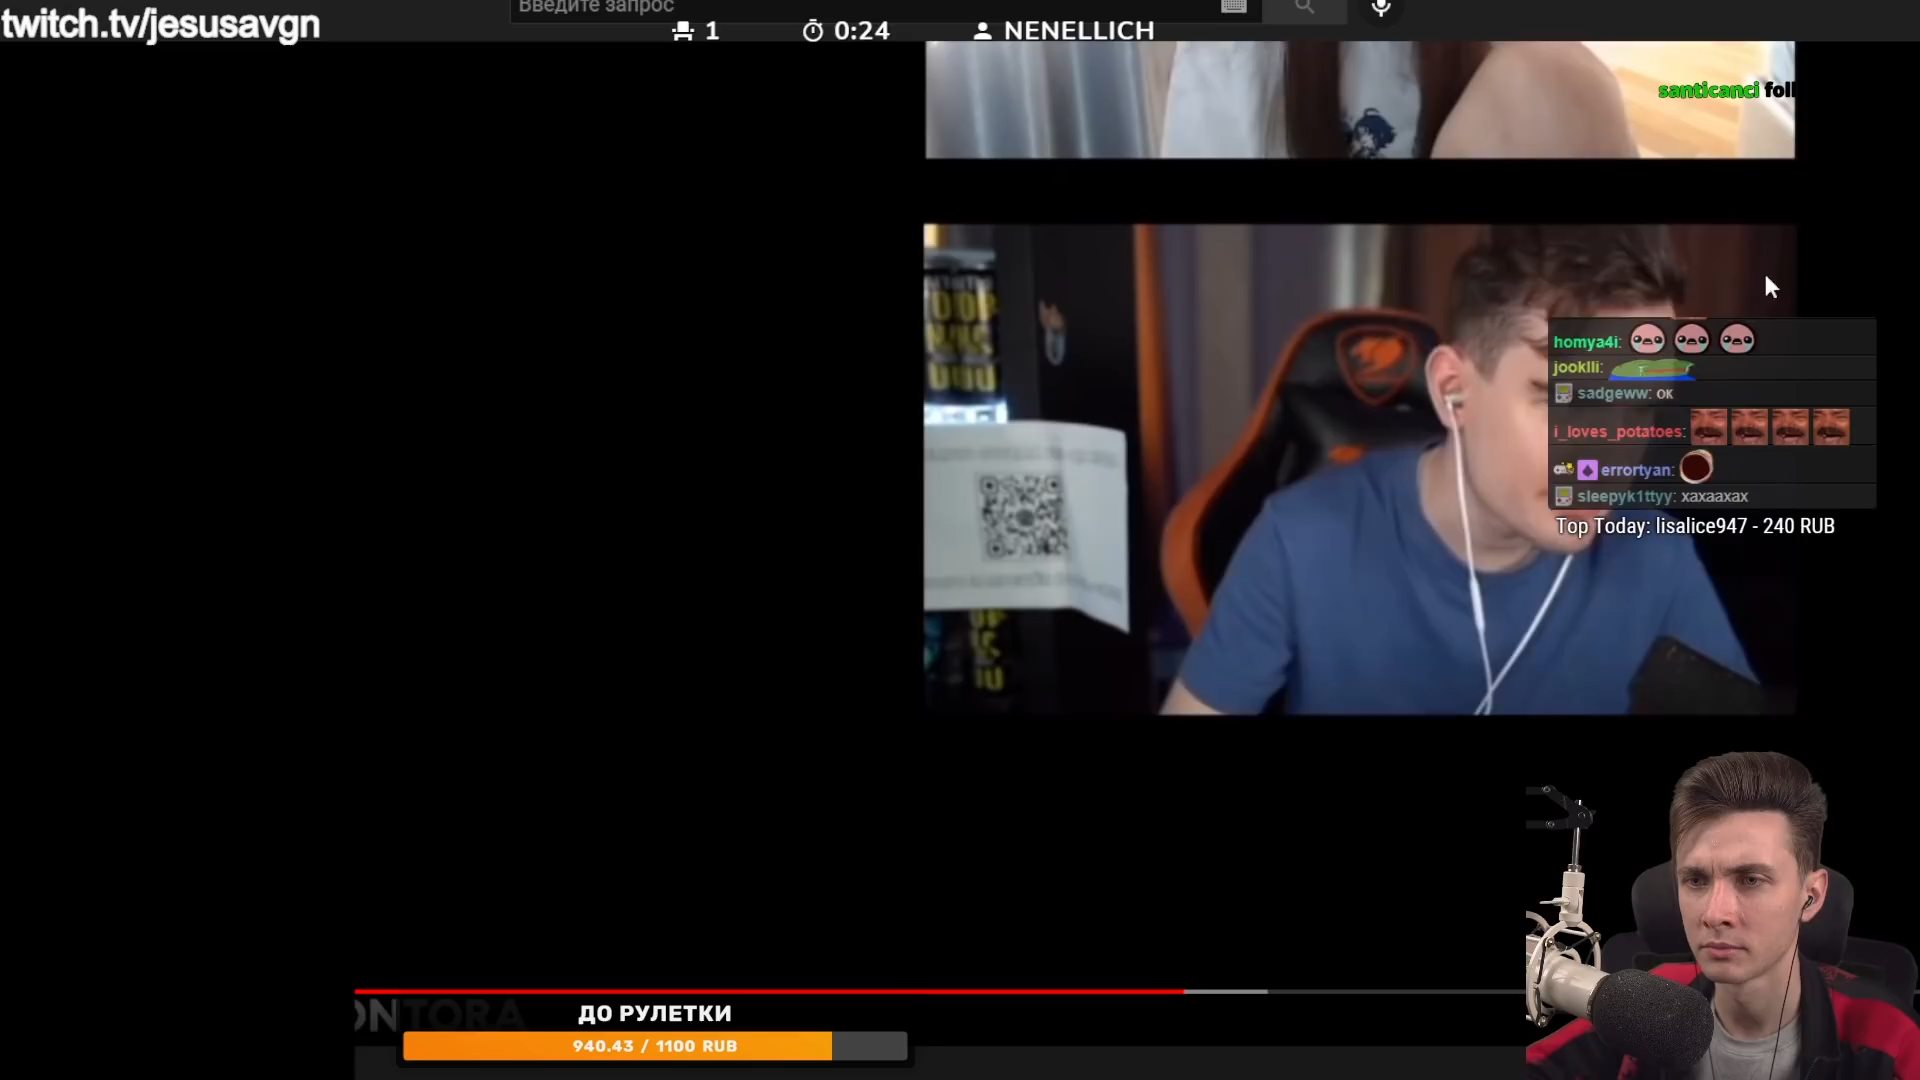 Введите запрос
twitch.tv/jesusavgn
1
0:24
NENELLICH
santicanci foll
homya4i:
jooklli:
sadgeww: ок
i_loves_potatoes:
errortyan:
sleepyk1ttyy: хахаахах
Top Today: lisalice947 - 240 RUB
ONTORA
ДО РУЛЕТКИ
940.43 / 1100 RUB